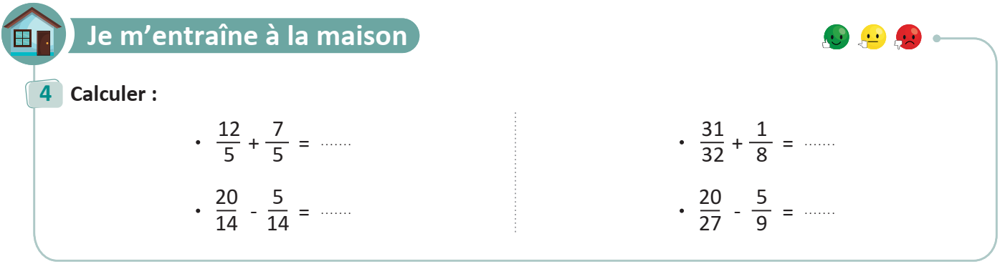 Je m'entraîne à la maison
4 Calculer :
• 12/5 + 7/5 = .......
• 20/14 - 5/14 = .......
• 31/32 + 1/8 = .......
• 20/27 - 5/9 = .......